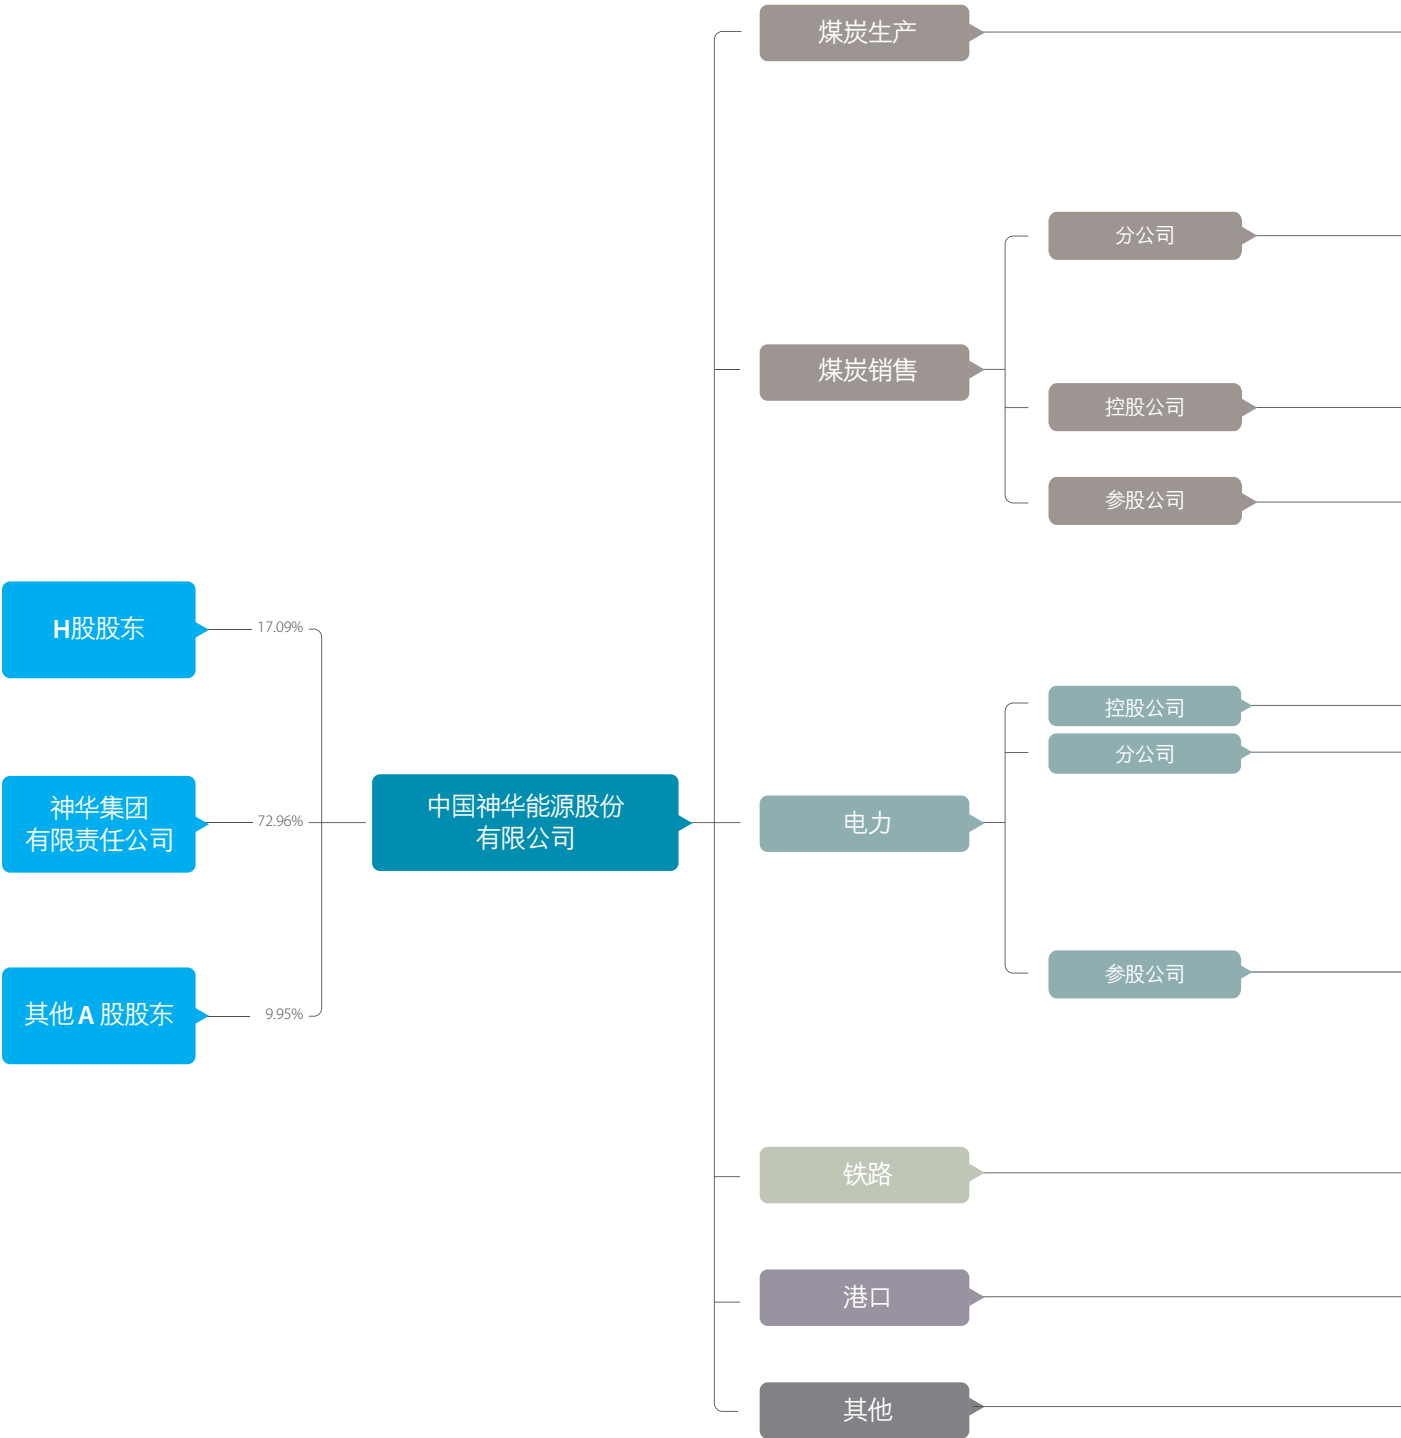 煤炭生产
分公司
煤炭销售
控股公司
参股公司
H股股东
17.09%
控股公司
分公司
神华集团
有限责任公司
72.96%
中国神华能源股份
有限公司
电力
参股公司
其他 A 股股东
9.95%
铁路
港口
其他